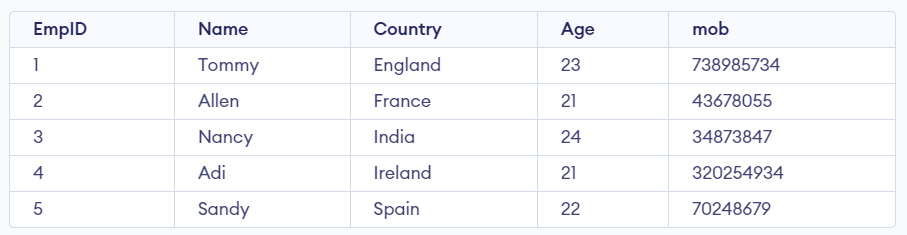 EmpID Name Country Age mob
1 Tommy England 23 738985734
2 Allen France 21 43678055
3 Nancy India 24 34873847
4 Adi Ireland 21 320254934
5 Sandy Spain 22 70248679